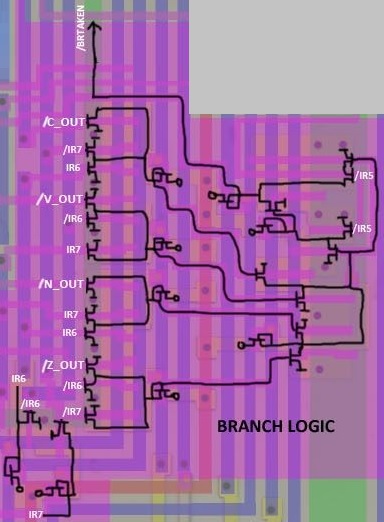 /BRTAKEN
/C_OUT
/IR7
IR6
/V_OUT
/IR6
IR7
/N_OUT
IR7
IR6
/Z_OUT
/IR6
/IR7
IR6
/IR6
IR7
/IR5
/IR5
BRANCH LOGIC